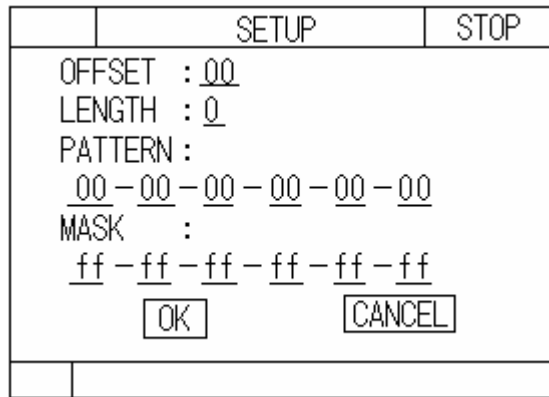 SETUP STOP
OFFSET : 00
LENGTH : 0
PATTERN :
00 - 00 - 00 - 00 - 00 - 00
MASK :
ff - ff - ff - ff - ff - ff
OK CANCEL